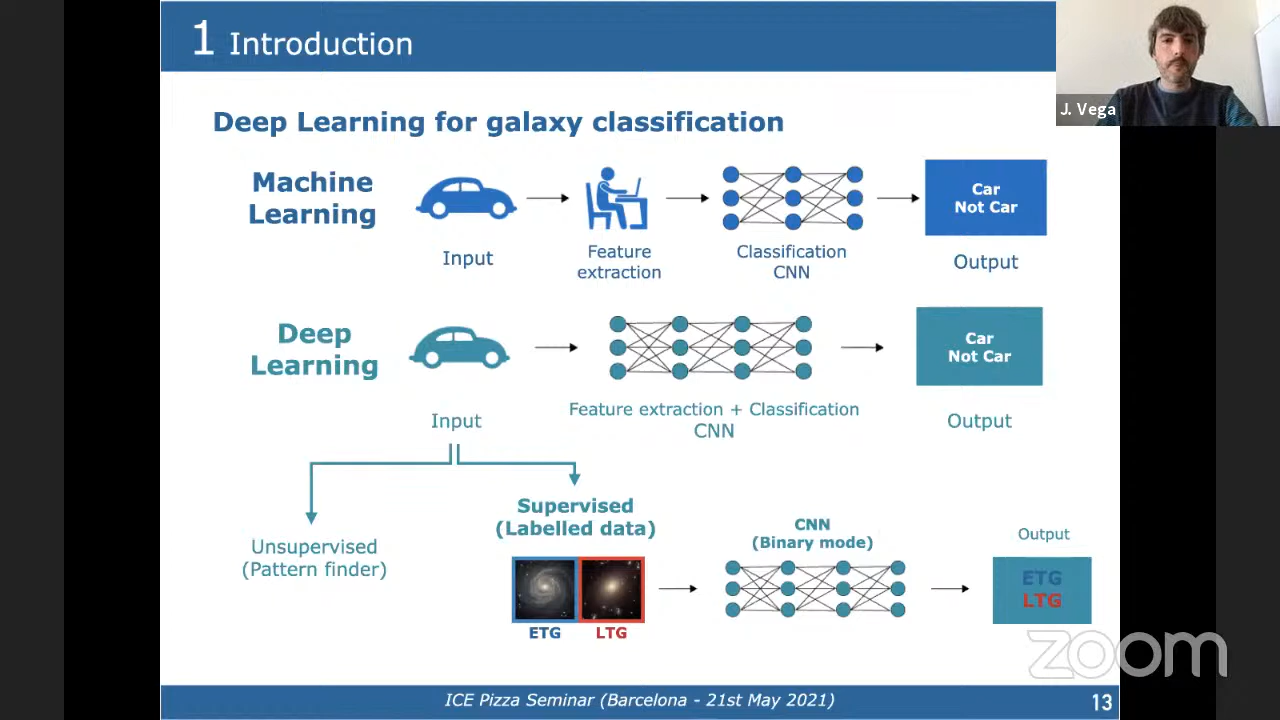 1 Introduction
J. Vega
Deep Learning for galaxy classification
Machine
Learning
Input
Feature
extraction
Classification
CNN
Car
Not Car
Output
Deep
Learning
Input
Feature extraction + Classification
CNN
Car
Not Car
Output
Unsupervised
(Pattern finder)
Supervised
(Labelled data)
ETG
LTG
CNN
(Binary mode)
Output
ETG
LTG
zoom
ICE Pizza Seminar (Barcelona - 21st May 2021)
13